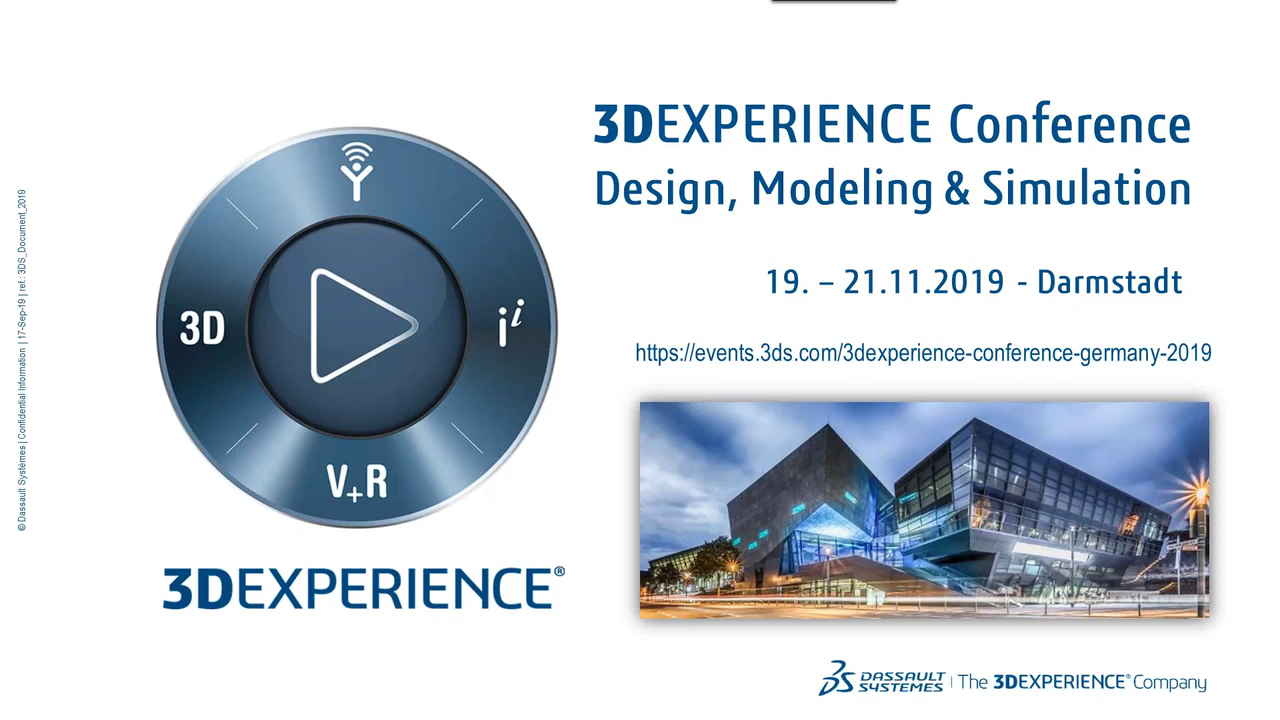 3DEXPERIENCE Conference
Design, Modeling & Simulation
19. – 21.11.2019 - Darmstadt
https://events.3ds.com/3dexperience-conference-germany-2019
3D
i i
V+R
3DEXPERIENCE®
© Dassault Systèmes | Confidential Information | 17-Sep-19 | ref.: 3DS_Document_2019
DASSAULT
SYSTEMES | The 3DEXPERIENCE® Company